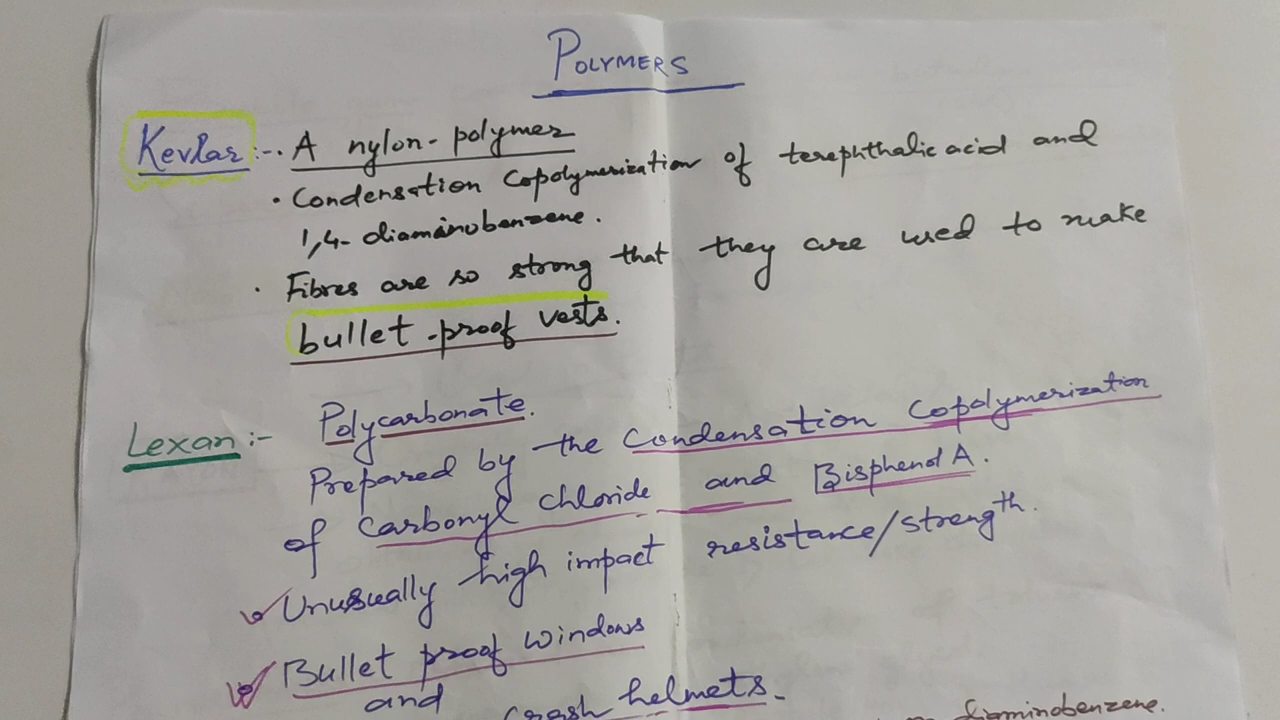 POLYMERS
Kevlar :-. A nylon-polymer
• Condensation Copolymerization of terephthalic acid and
1,4-diaminobenzene.
• Fibres are so strong that they are used to make
bullet-proof vests.
Lexan :- Polycarbonate.
Prepared by the Condensation Copolymerization
of Carbonyl chloride and Bisphenol A.
Unusually high impact resistance/strength.
Bullet proof windows
and crash helmets.
diaminobenzene.